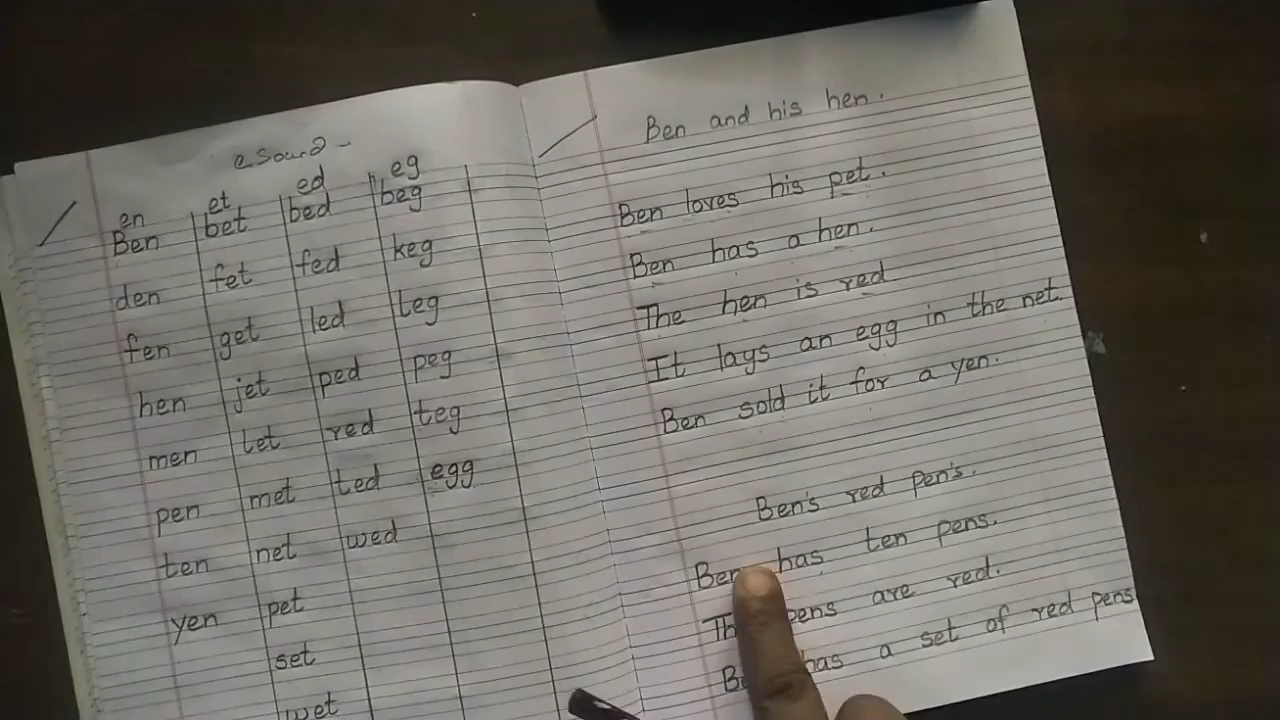 e Sound -
en et ed eg
Ben bet bed beg
den fet fed keg
fen get led leg
hen jet ped peg
men let red teg
pen met ted egg
ten net wed
yen pet
set
wet
Ben and his hen.
Ben loves his pet.
Ben has a hen.
The hen is red
It lays an egg in the net.
Ben sold it for a yen.
Ben's red pen's.
Ben has ten pens.
pens are red.
has a set of red pens